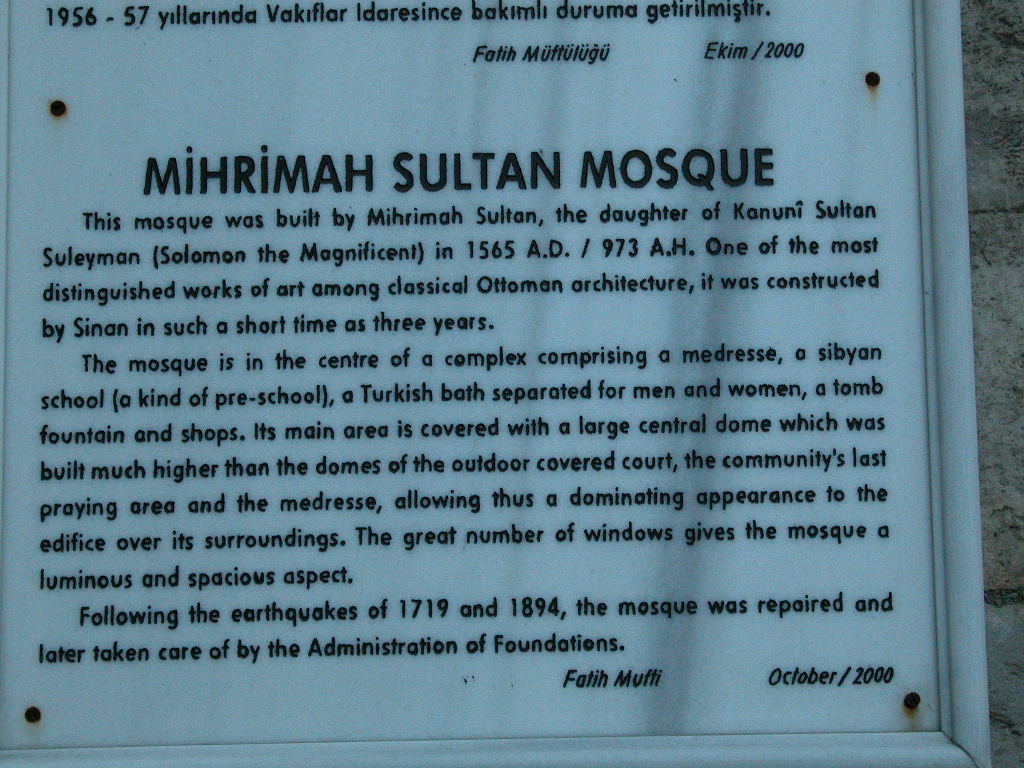 1956 - 57 yıllarında Vakıflar İdaresince bakımlı duruma getirilmiştir.
Fatih Müftülüğü Ekim / 2000
MİHRİMAH SULTAN MOSQUE
This mosque was built by Mihrimah Sultan, the daughter of Kanunî Sultan
Suleyman (Solomon the Magnificent) in 1565 A.D. / 973 A.H. One of the most
distinguished works of art among classical Ottoman architecture, it was constructed
by Sinan in such a short time as three years.
The mosque is in the centre of a complex comprising a medresse, a sibyan
school (a kind of pre-school), a Turkish bath separated for men and women, a tomb
fountain and shops. Its main area is covered with a large central dome which was
built much higher than the domes of the outdoor covered court, the community's last
praying area and the medresse, allowing thus a dominating appearance to the
edifice over its surroundings. The great number of windows gives the mosque a
luminous and spacious aspect.
Following the earthquakes of 1719 and 1894, the mosque was repaired and
later taken care of by the Administration of Foundations.
Fatih Mufti October / 2000